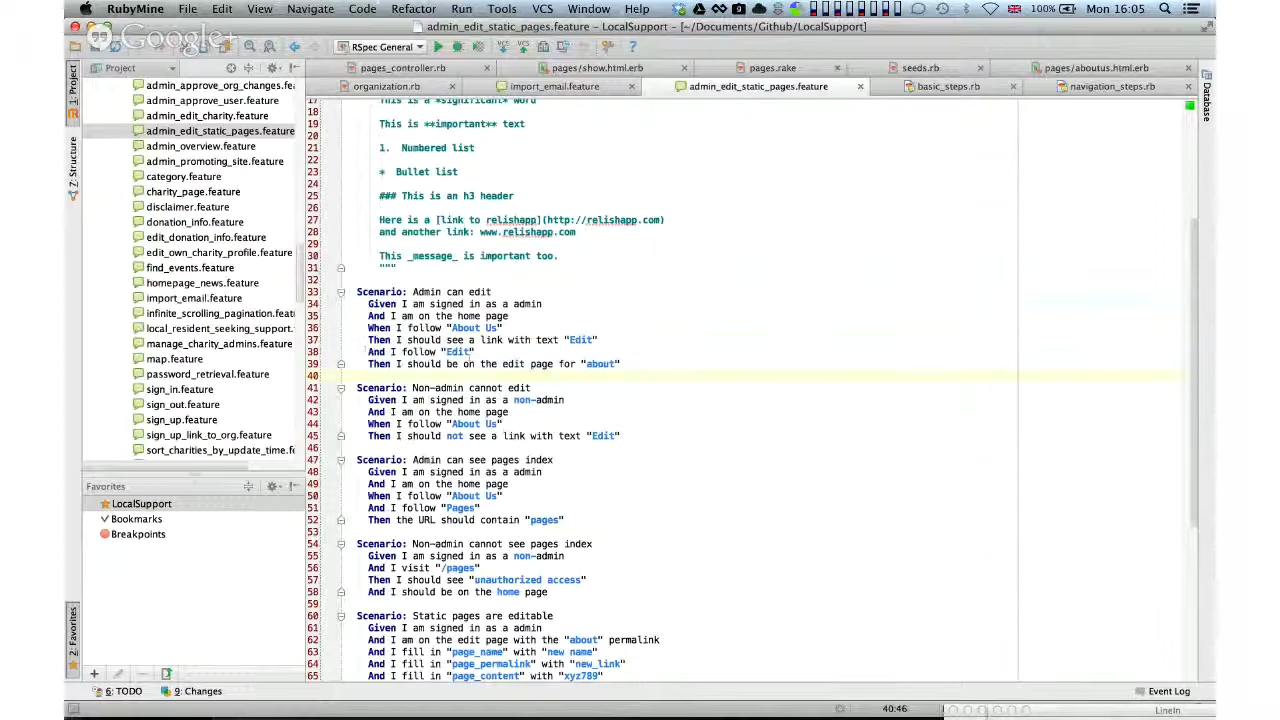 RubyMine File Edit View Navigate Code Refactor Run Tools VCS Window Help 100% Mon 16:05
Google+
admin_edit_static_pages.feature - LocalSupport - [~/Documents/Github/LocalSupport]
RSpec General
Project
pages_controller.rb pages/show.html.erb pages.rake seeds.rb pages/aboutus.html.erb
organization.rb import_email.feature admin_edit_static_pages.feature basic_steps.rb navigation_steps.rb
1: Project
7: Structure
2: Favorites
Database
admin_approve_org_changes.fea
admin_approve_user.feature
admin_edit_charity.feature
admin_edit_static_pages.feature
admin_overview.feature
admin_promoting_site.feature
category.feature
charity_page.feature
disclaimer.feature
donation_info.feature
edit_donation_info.feature
edit_own_charity_profile.feature
find_events.feature
homepage_news.feature
import_email.feature
infinite_scrolling_pagination.featu
local_resident_seeking_support.
manage_charity_admins.feature
map.feature
password_retrieval.feature
sign_in.feature
sign_out.feature
sign_up.feature
sign_up_link_to_org.feature
sort_charities_by_update_time.fe
Favorites
LocalSupport
Bookmarks
Breakpoints
17 This is a *significant* word
18
19 This is **important** text
20
21 1. Numbered list
22
23 * Bullet list
24
25 ### This is an h3 header
26
27 Here is a [link to relishapp](http://relishapp.com)
28 and another link: www.relishapp.com
29
30 This _message_ is important too.
31 """
32
33 Scenario: Admin can edit
34 Given I am signed in as a admin
35 And I am on the home page
36 When I follow "About Us"
37 Then I should see a link with text "Edit"
38 And I follow "Edit"
39 Then I should be on the edit page for "about"
40
41 Scenario: Non-admin cannot edit
42 Given I am signed in as a non-admin
43 And I am on the home page
44 When I follow "About Us"
45 Then I should not see a link with text "Edit"
46
47 Scenario: Admin can see pages index
48 Given I am signed in as a admin
49 And I am on the home page
50 When I follow "About Us"
51 And I follow "Pages"
52 Then the URL should contain "pages"
53
54 Scenario: Non-admin cannot see pages index
55 Given I am signed in as a non-admin
56 And I visit "/pages"
57 Then I should see "unauthorized access"
58 And I should be on the home page
59
60 Scenario: Static pages are editable
61 Given I am signed in as a admin
62 And I am on the edit page with the "about" permalink
63 And I fill in "page_name" with "new name"
64 And I fill in "page_permalink" with "new_link"
65 And I fill in "page_content" with "xyz789"
6: TODO 9: Changes Event Log
40:46 LineIn